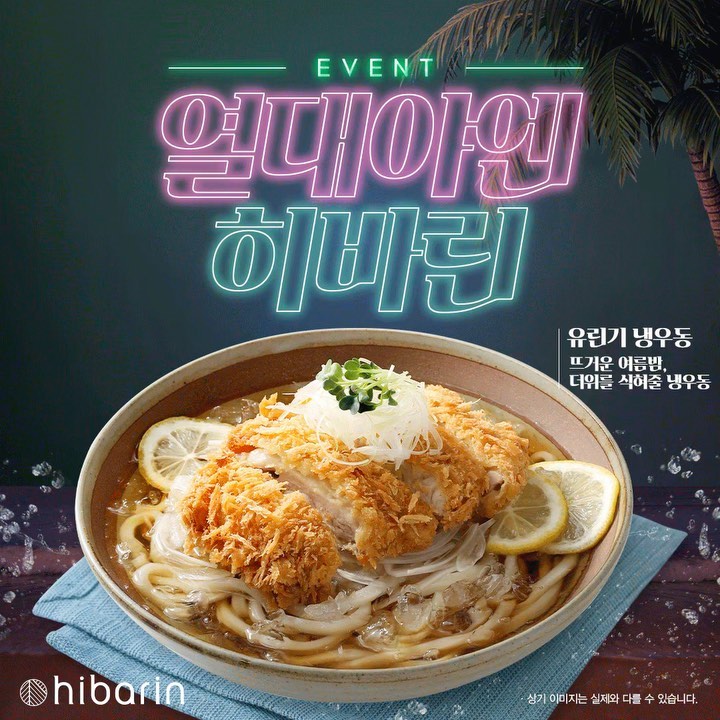 EVENT
열대야엔
히바린
유린기 냉우동
뜨거운 여름밤,
더위를 식혀줄 냉우동
hibarin
· 상기 이미지는 실제와 다를 수 있습니다.